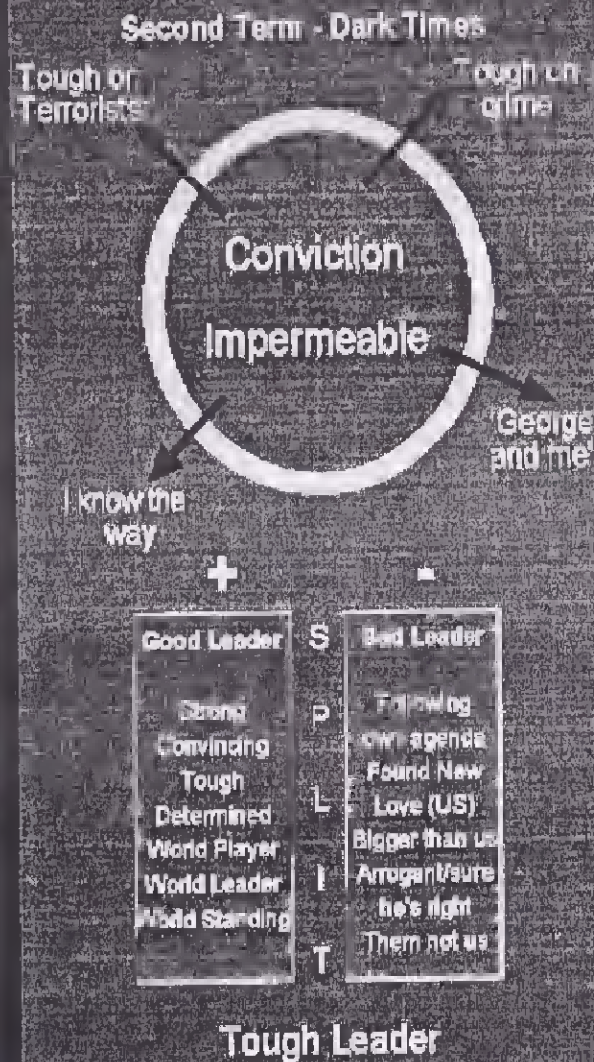 Second Term - Dark Times
Tough on
Terrorists
Tough on
crime
Conviction
Impermeable
George
and me'
I know the
way
+
-
Good Leader
Strong
Convincing
Tough
Determined
World Player
World Leader
World Standing
S
P
L
I
T
Bad Leader
Following
own agenda
Found New
Love (US)
Bigger than us
Arrogant/sure
he's right
Them not us
Tough Leader